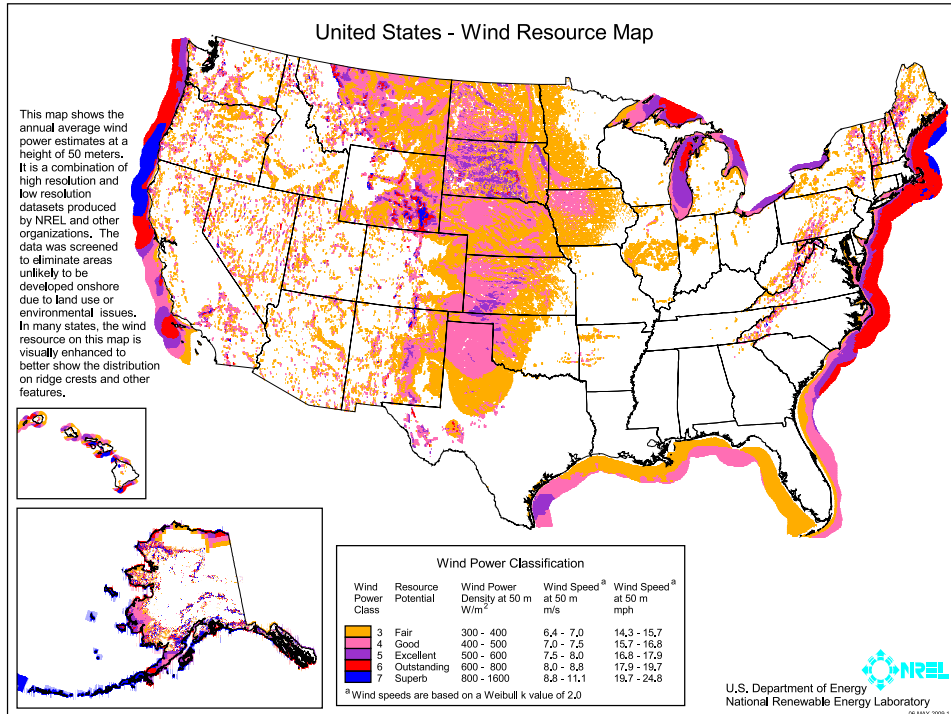 United States - Wind Resource Map
This map shows the
annual average wind
power estimates at a
height of 50 meters.
It is a combination of
high resolution and
low resolution
datasets produced
by NREL and other
organizations. The
data was screened
to eliminate areas
unlikely to be
developed onshore
due to land use or
environmental issues.
In many states, the wind
resource on this map is
visually enhanced to
better show the distribution
on ridge crests and other
features.
Wind Power Classification
Wind Power Class Resource Potential Wind Power Density at 50 m W/m² Wind Speed ᵃ at 50 m m/s Wind Speed ᵃ at 50 m mph
3 Fair 300 - 400 6.4 - 7.0 14.3 - 15.7
4 Good 400 - 500 7.0 - 7.5 15.7 - 16.8
5 Excellent 500 - 600 7.5 - 8.0 16.8 - 17.9
6 Outstanding 600 - 800 8.0 - 8.8 17.9 - 19.7
7 Superb 800 - 1600 8.8 - 11.1 19.7 - 24.8
ᵃ Wind speeds are based on a Weibull k value of 2.0
NREL
U.S. Department of Energy
National Renewable Energy Laboratory